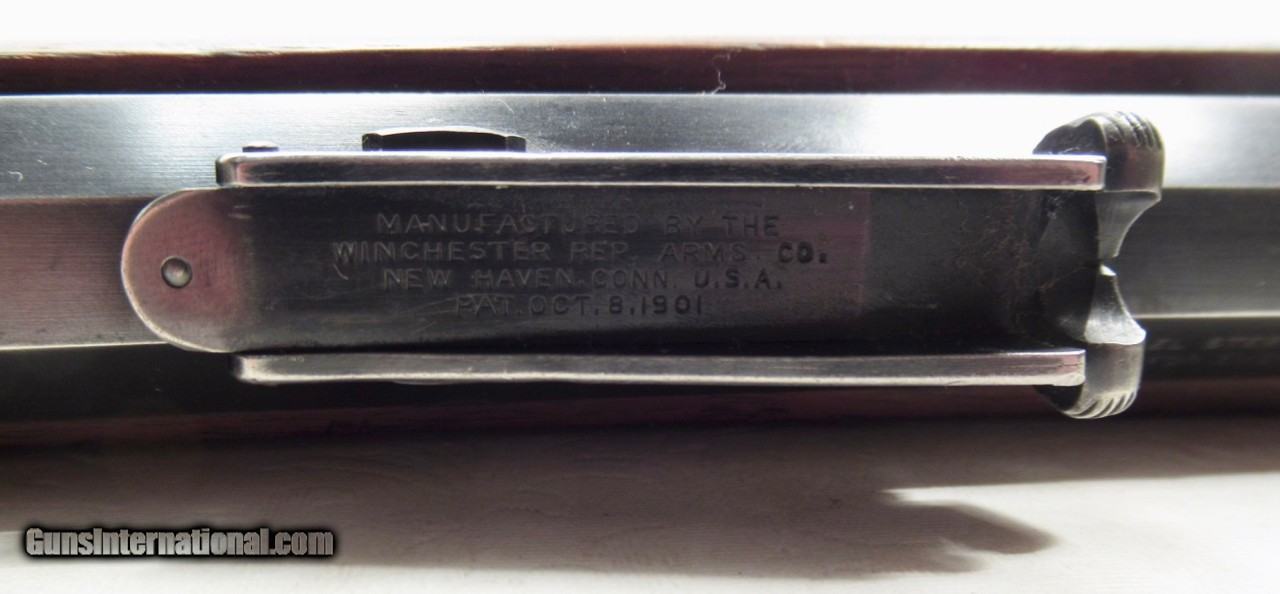 MANUFACTURED BY THE
WINCHESTER REP. ARMS. CO.
NEW HAVEN. CONN. U.S.A.
PAT. OCT. 8. 1901
GunsInternational.com